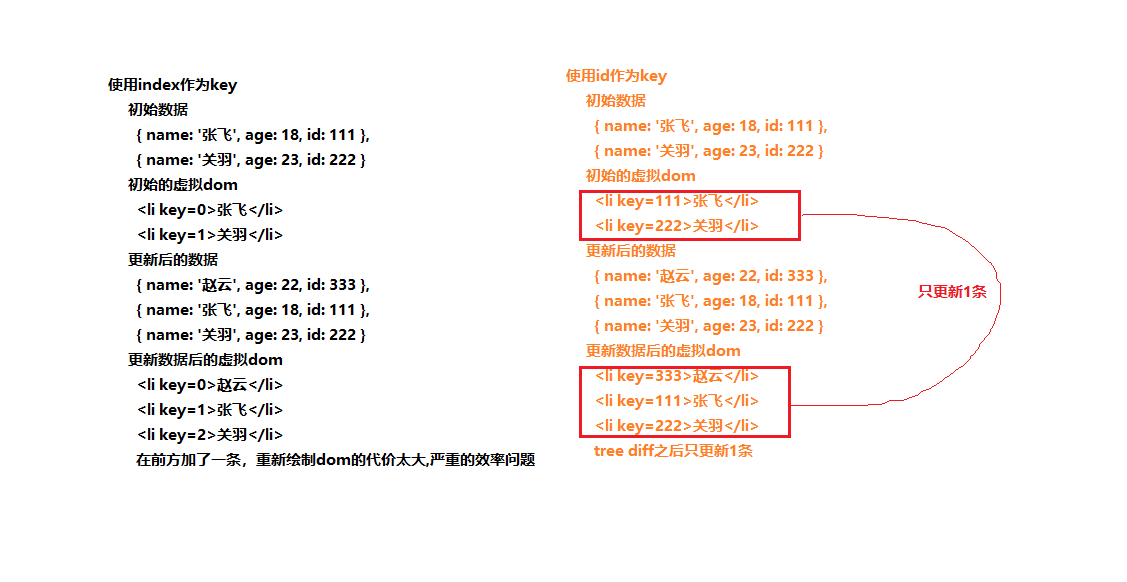 使用index作为key
初始数据
{ name: '张飞', age: 18, id: 111 },
{ name: '关羽', age: 23, id: 222 }
初始的虚拟dom
<li key=0>张飞</li>
<li key=1>关羽</li>
更新后的数据
{ name: '赵云', age: 22, id: 333 },
{ name: '张飞', age: 18, id: 111 },
{ name: '关羽', age: 23, id: 222 }
更新数据后的虚拟dom
<li key=0>赵云</li>
<li key=1>张飞</li>
<li key=2>关羽</li>
在前方加了一条，重新绘制dom的代价太大,严重的效率问题
使用id作为key
初始数据
{ name: '张飞', age: 18, id: 111 },
{ name: '关羽', age: 23, id: 222 }
初始的虚拟dom
<li key=111>张飞</li>
<li key=222>关羽</li>
更新后的数据
{ name: '赵云', age: 22, id: 333 },
{ name: '张飞', age: 18, id: 111 },
{ name: '关羽', age: 23, id: 222 }
更新数据后的虚拟dom
<li key=333>赵云</li>
<li key=111>张飞</li>
<li key=222>关羽</li>
tree diff之后只更新1条
只更新1条